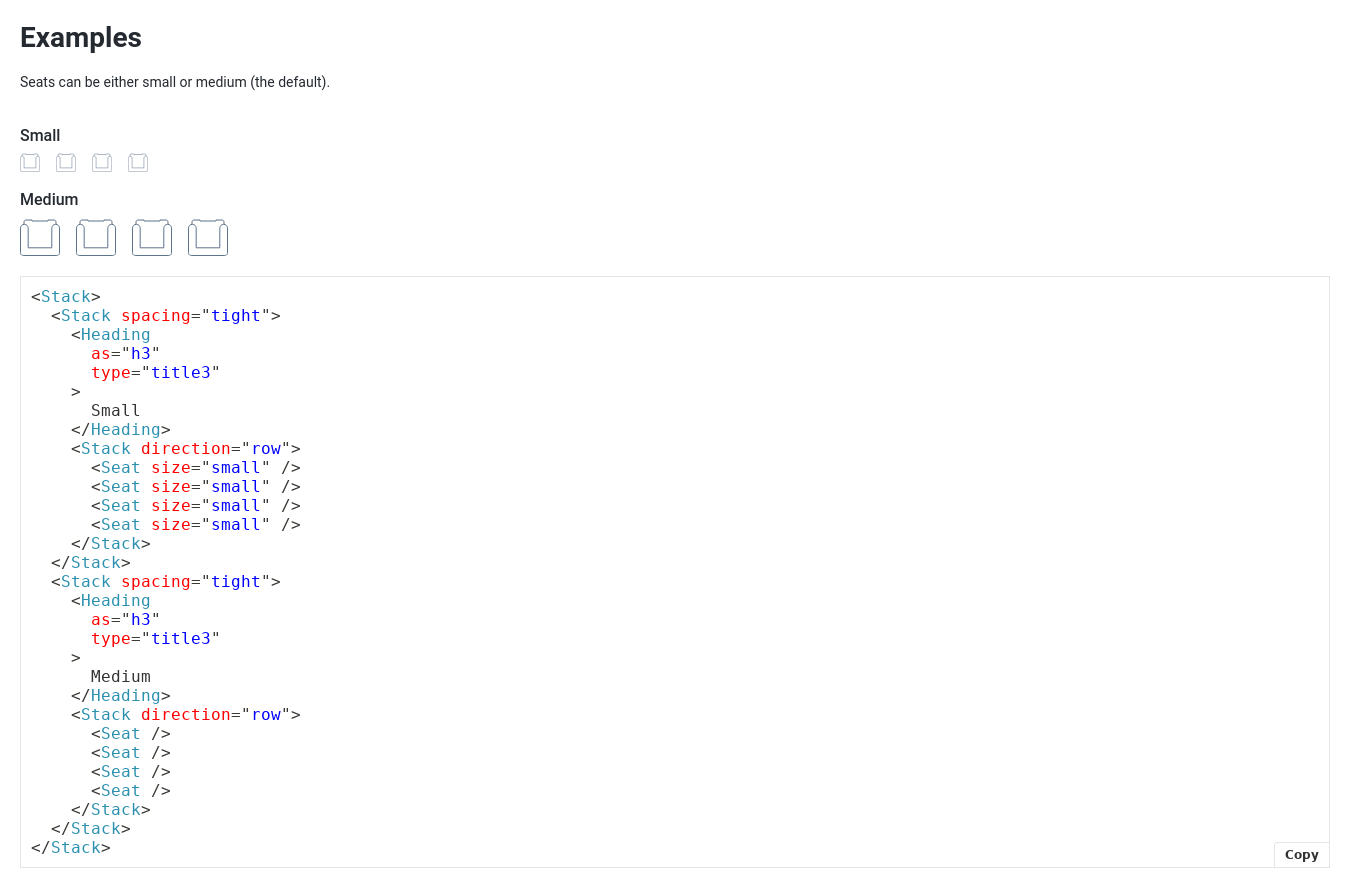 Examples
Seats can be either small or medium (the default).
Small
Medium
<Stack>
  <Stack spacing="tight">
    <Heading
      as="h3"
      type="title3"
    >
      Small
    </Heading>
    <Stack direction="row">
      <Seat size="small" />
      <Seat size="small" />
      <Seat size="small" />
      <Seat size="small" />
    </Stack>
  </Stack>
  <Stack spacing="tight">
    <Heading
      as="h3"
      type="title3"
    >
      Medium
    </Heading>
    <Stack direction="row">
      <Seat />
      <Seat />
      <Seat />
      <Seat />
    </Stack>
  </Stack>
</Stack>
Copy